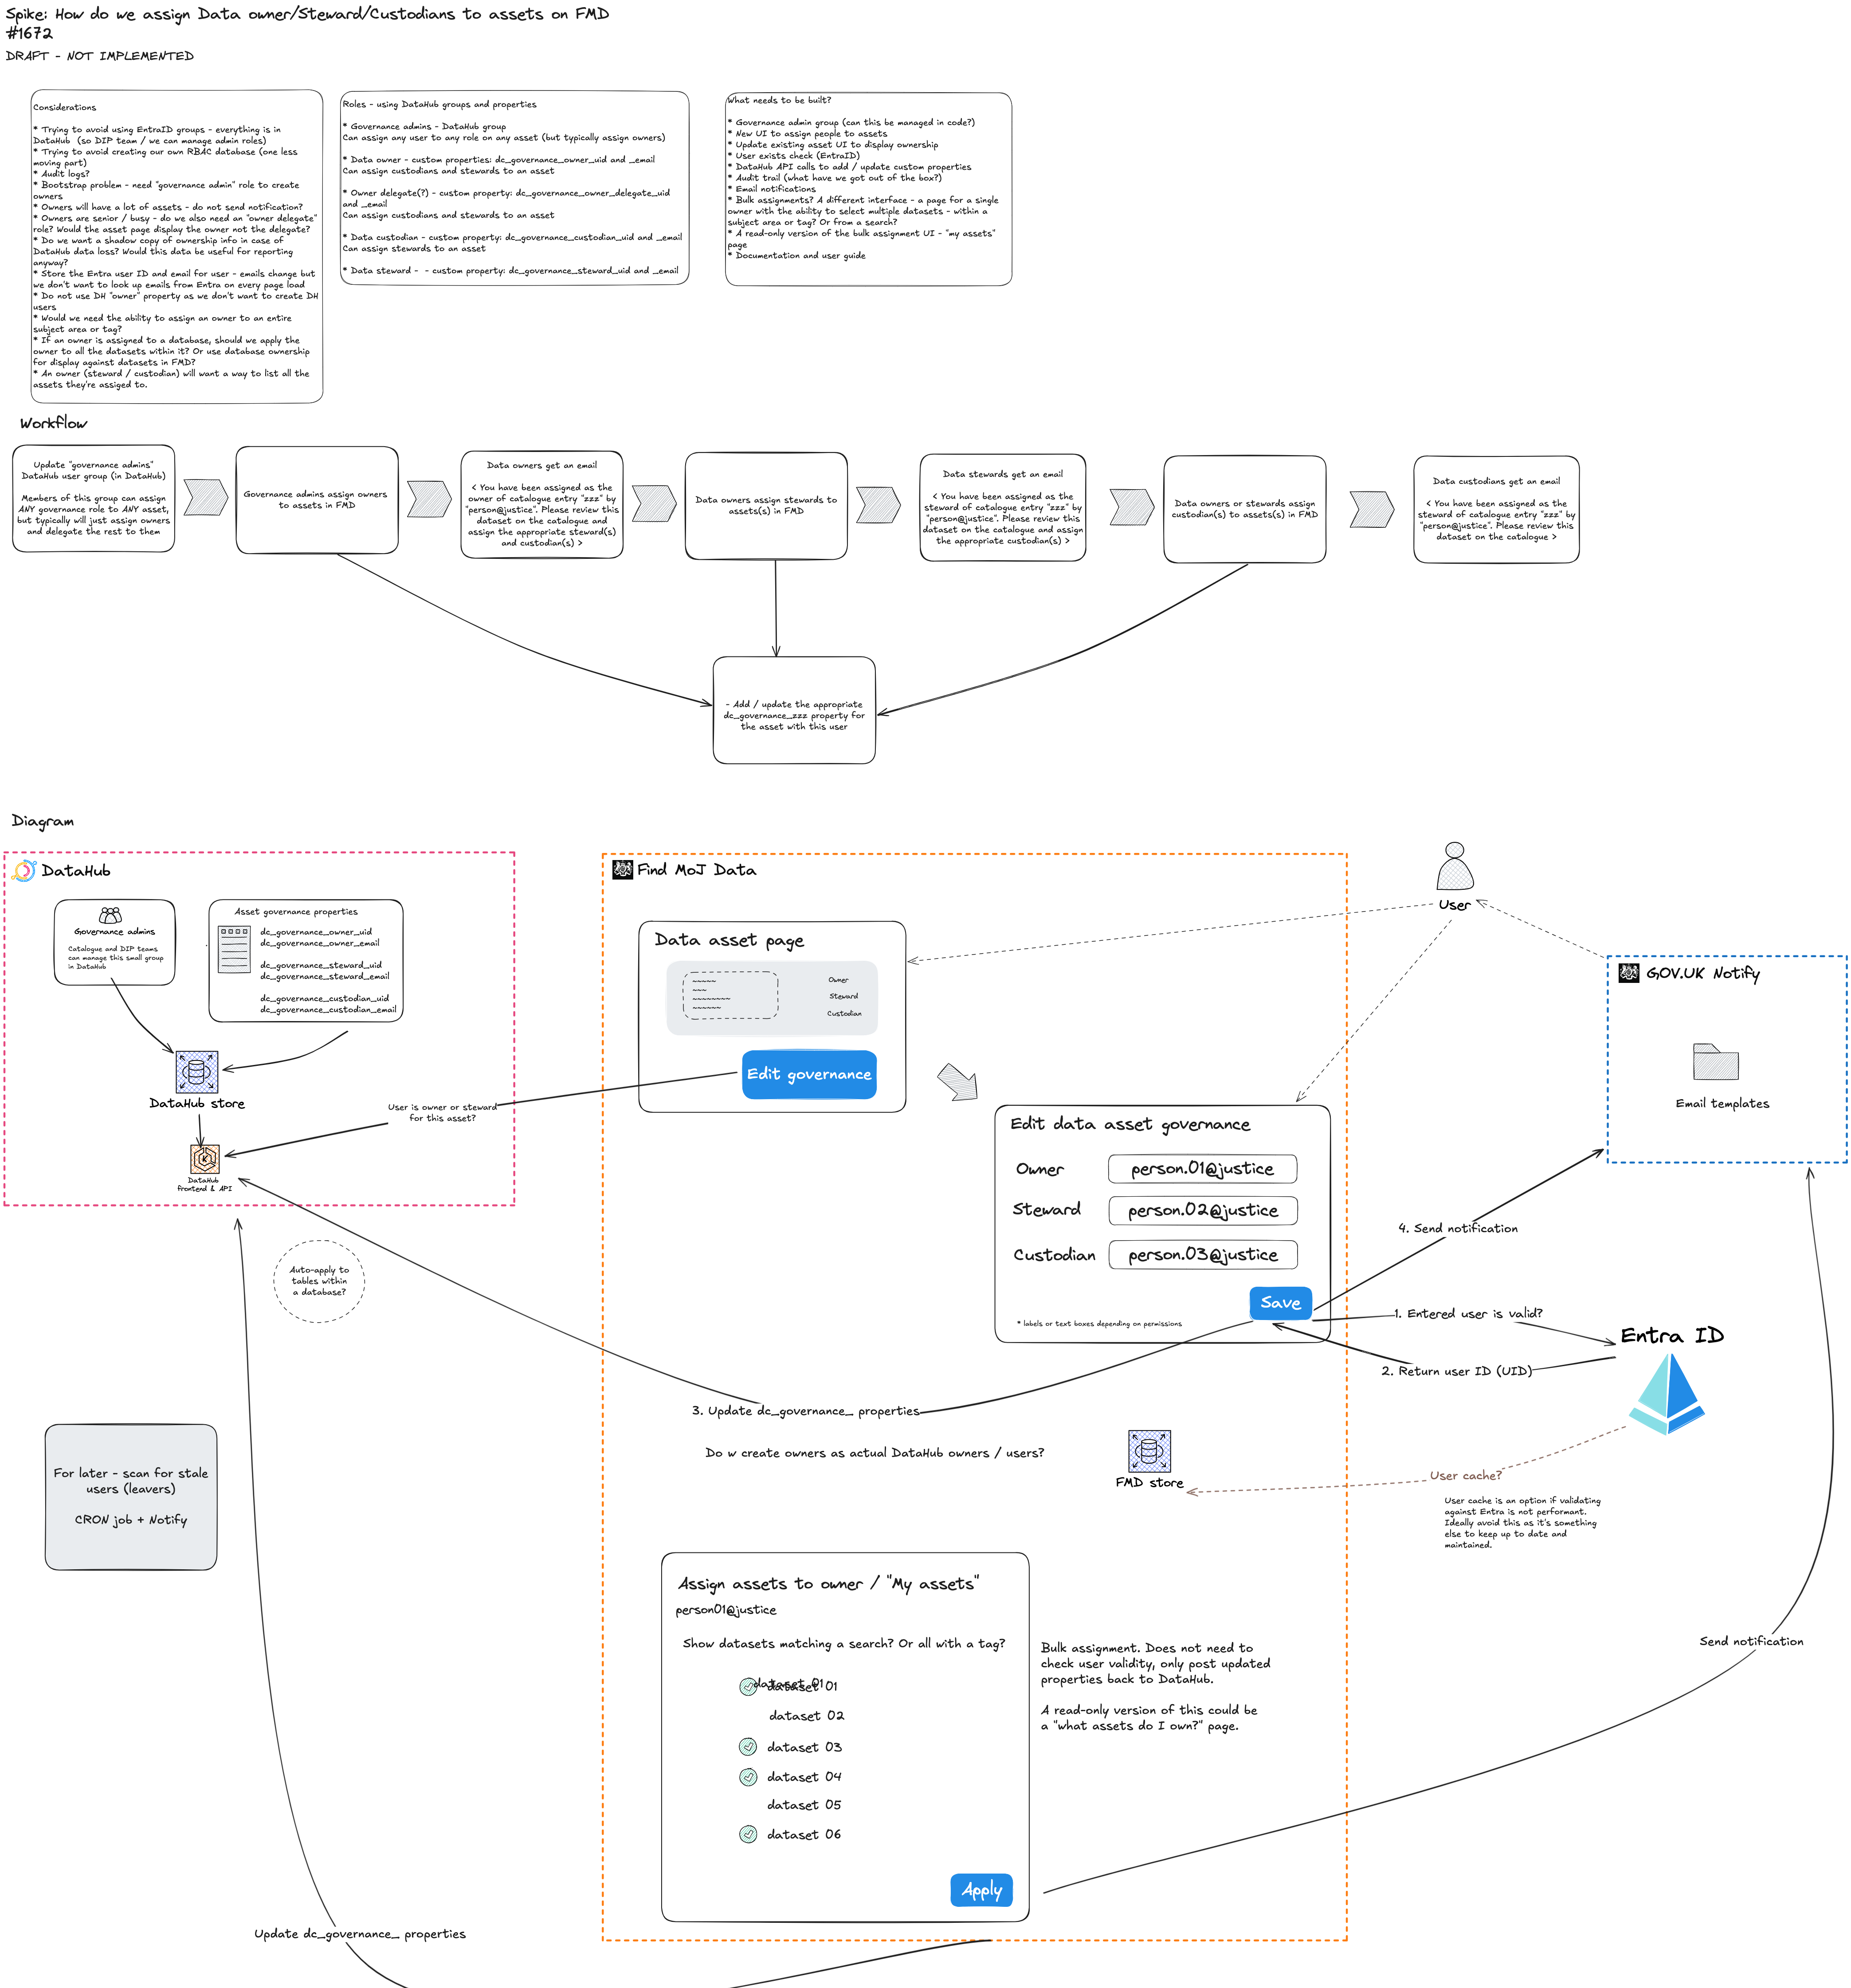 Spike: How do we assign Data owner/Steward/Custodians to assets on FMD
#1672
DRAFT - NOT IMPLEMENTED
Considerations
* Trying to avoid using EntraID groups - everything is in
DataHub (so DIP team / we can manage admin roles)
* Trying to avoid creating our own RBAC database (one less
moving part)
* Audit logs?
* Bootstrap problem - need "governance admin" role to create
owners
* Owners will have a lot of assets - do not send notification?
* Owners are senior / busy - do we also need an "owner delegate"
role? Would the asset page display the owner not the delegate?
* Do we want a shadow copy of ownership info in case of
DataHub data loss? Would this data be useful for reporting
anyway?
* Store the Entra user ID and email for user - emails change but
we don't want to look up emails from Entra on every page load
* Do not use DH "owner" property as we don't want to create DH
users
* Would we need the ability to assign an owner to an entire
subject area or tag?
* If an owner is assigned to a database, should we apply the
owner to all the datasets within it? Or use database ownership
for display against datasets in FMD?
* An owner (steward / custodian) will want a way to list all the
assets they're assiged to.
Roles - using DataHub groups and properties
* Governance admins - DataHub group
Can assign any user to any role on any asset (but typically assign owners)
* Data owner - custom properties: dc_governance_owner_uid and _email
Can assign custodians and stewards to an asset
* Owner delegate(?) - custom property: dc_governance_owner_delegate_uid
and _email
Can assign custodians and stewards to an asset
* Data custodian - custom property: dc_governance_custodian_uid and _email
Can assign stewards to an asset
* Data steward - - custom property: dc_governance_steward_uid and _email
What needs to be built?
* Governance admin group (can this be managed in code?)
* New UI to assign people to assets
* Update existing asset UI to display ownership
* User exists check (EntraID)
* DataHub API calls to add / update custom properties
* Audit trail (what have we got out of the box?)
* Email notifications
* Bulk assignments? A different interface - a page for a single
owner with the ability to select multiple datasets - within a
subject area or tag? Or from a search?
* A read-only version of the bulk assignment UI - "my assets"
page
* Documentation and user guide
Workflow
Update "governance admins"
DataHub user group (in DataHub)
Members of this group can assign
ANY governance role to ANY asset,
but typically will just assign owners
and delegate the rest to them
Governance admins assign owners
to assets in FMD
Data owners get an email
< You have been assigned as the
owner of catalogue entry "zzz" by
"person@justice". Please review this
dataset on the catalogue and
assign the appropriate steward(s)
and custodian(s) >
Data owners assign stewards to
assets(s) in FMD
Data stewards get an email
< You have been assigned as the
steward of catalogue entry "zzz" by
"person@justice". Please review this
dataset on the catalogue and assign
the appropriate custodian(s) >
Data owners or stewards assign
custodian(s) to assets(s) in FMD
Data custodians get an email
< You have been assigned as the
steward of catalogue entry "zzz" by
"person@justice". Please review this
dataset on the catalogue >
- Add / update the appropriate
dc_governance_zzz property for
the asset with this user
Diagram
DataHub
Governance admins
Catalogue and DIP teams
can manage this small group
in DataHub
Asset governance properties
dc_governance_owner_uid
dc_governance_owner_email
dc_governance_steward_uid
dc_governance_steward_email
dc_governance_custodian_uid
dc_governance_custodian_email
DataHub store
DataHub
frontend & API
User is owner or steward
for this asset?
Auto-apply to
tables within
a database?
Find MoJ Data
Data asset page
~~~~~
~~~
~~~~~~~~
~~~~~~
Owner
Steward
Custodian
Edit governance
User
GOV.UK Notify
Email templates
Edit data asset governance
Owner
person.01@justice
Steward
person.02@justice
Custodian
person.03@justice
Save
* labels or text boxes depending on permissions
4. Send notification
1. Entered user is valid?
Entra ID
2. Return user ID (UID)
3. Update dc_governance_ properties
Do w create owners as actual DataHub owners / users?
FMD store
User cache?
User cache is an option if validating
against Entra is not performant.
Ideally avoid this as it's something
else to keep up to date and
maintained.
For later - scan for stale
users (leavers)
CRON job + Notify
Assign assets to owner / "My assets"
person01@justice
Show datasets matching a search? Or all with a tag?
dataset 01
dataset 01
dataset 02
dataset 03
dataset 04
dataset 05
dataset 06
Apply
Bulk assignment. Does not need to
check user validity, only post updated
properties back to DataHub.
A read-only version of this could be
a "what assets do I own?" page.
Send notification
Update dc_governance_ properties